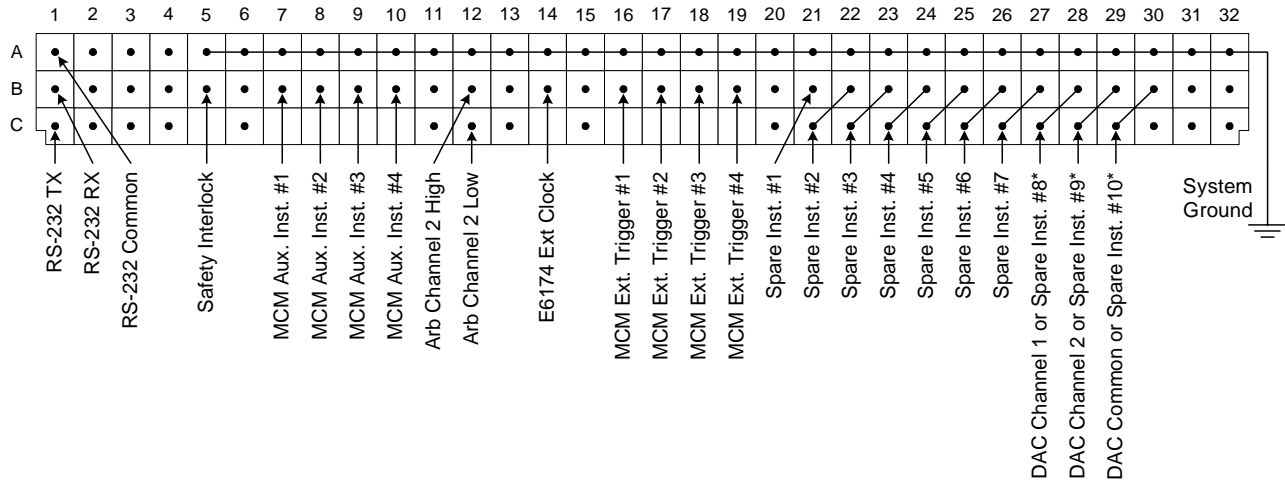 1 2 3 4 5 6 7 8 9 10 11 12 13 14 15 16 17 18 19 20 21 22 23 24 25 26 27 28 29 30 31 32
A
B
C
RS-232 TX
RS-232 RX
RS-232 Common
Safety Interlock
MCM Aux. Inst. #1
MCM Aux. Inst. #2
MCM Aux. Inst. #3
MCM Aux. Inst. #4
Arb Channel 2 High
Arb Channel 2 Low
E6174 Ext Clock
MCM Ext. Trigger #1
MCM Ext. Trigger #2
MCM Ext. Trigger #3
MCM Ext. Trigger #4
Spare Inst. #1
Spare Inst. #2
Spare Inst. #3
Spare Inst. #4
Spare Inst. #5
Spare Inst. #6
Spare Inst. #7
DAC Channel 1 or Spare Inst. #8*
DAC Channel 2 or Spare Inst. #9*
DAC Common or Spare Inst. #10*
System
Ground